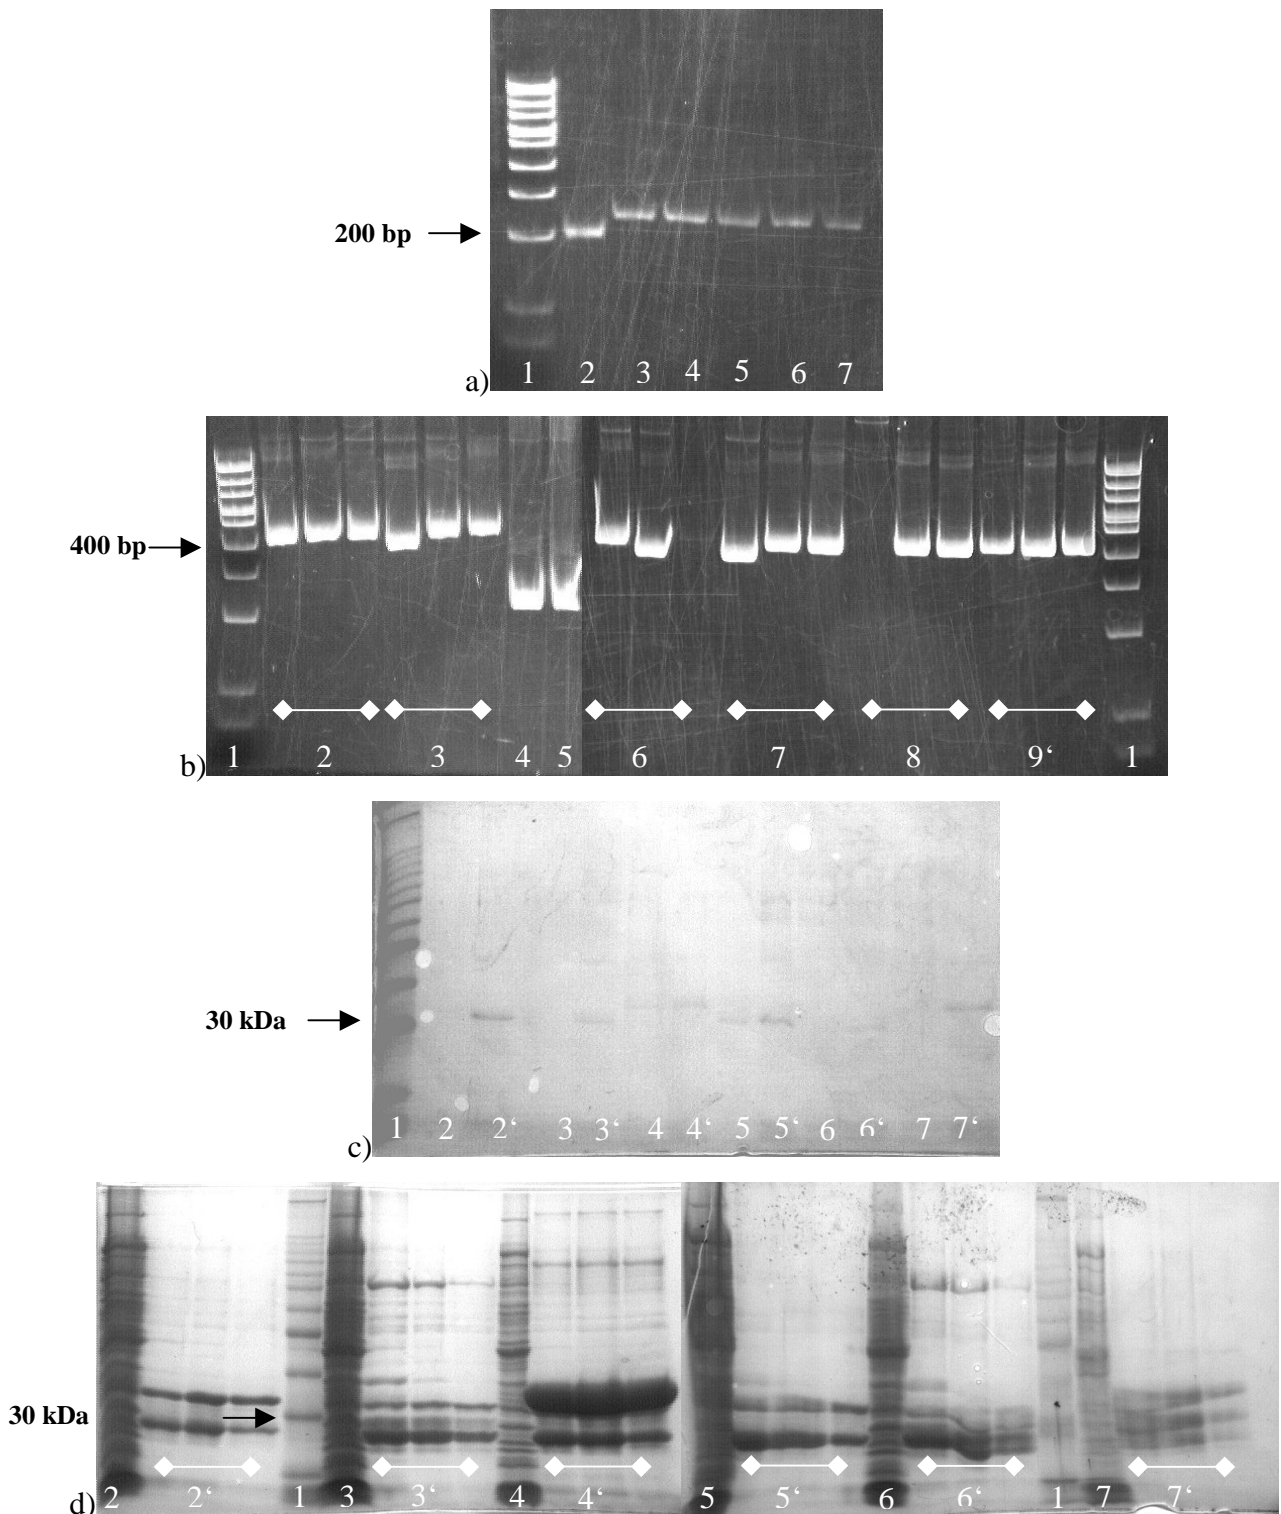 200 bp
1 2 3 4 5 6 7
a)
400 bp
1 2 3 4 5 6 7 8 9‘ 1
b)
30 kDa
1 2 2‘ 3 3‘ 4 4‘ 5 5‘ 6 6‘ 7 7‘
c)
30 kDa
2 2‘ 1 3 3‘ 4 4‘ 5 5‘ 6 6‘ 1 7 7‘
d)